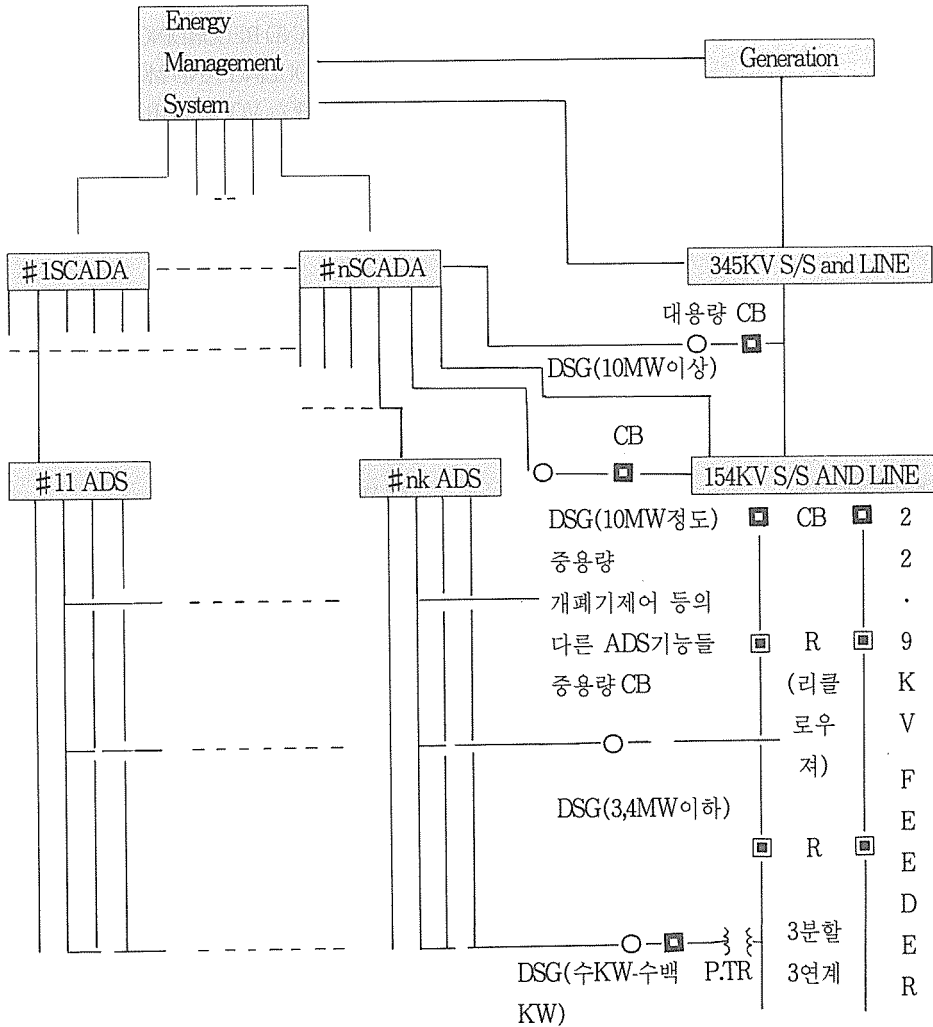 Energy
Management
System
Generation
#1SCADA
#nSCADA
345KV S/S and LINE
대용량 CB
DSG(10MW이상)
CB
#11 ADS
#nk ADS
154KV S/S AND LINE
DSG(10MW정도)
중용량
개폐기제어 등의
다른 ADS기능들
중용량 CB
CB
R
(리클
로우
져)
DSG(3,4MW이하)
R
DSG(수KW-수백
KW)
P.TR
3분할
3연계
2
2
.
9
K
V
F
E
E
D
E
R